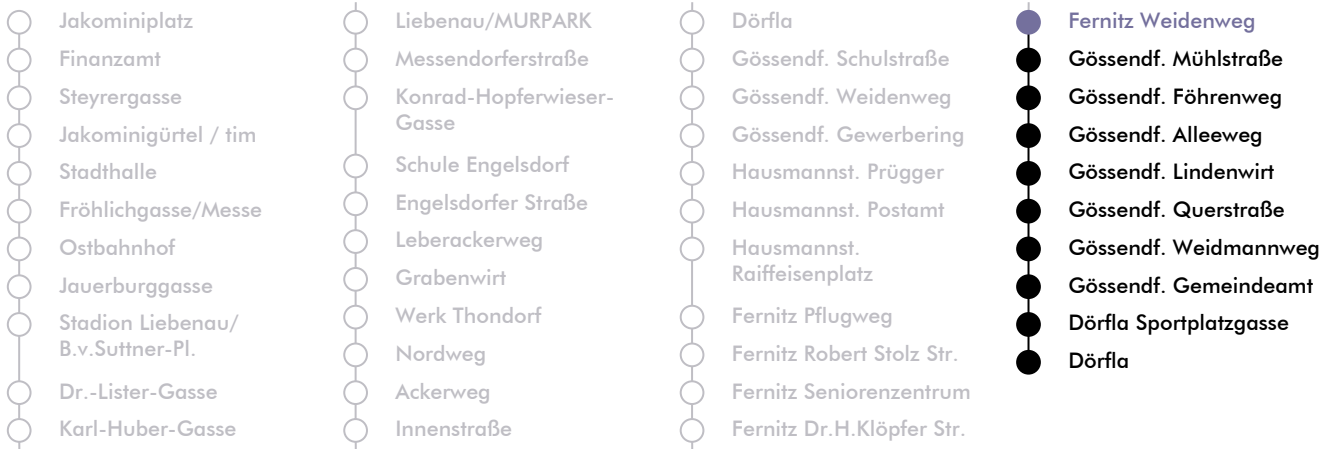 Jakominiplatz
Finanzamt
Steyrergasse
Jakominigürtel / tim
Stadthalle
Fröhlichgasse/Messe
Ostbahnhof
Jauerburggasse
Stadion Liebenau/
B.v.Suttner-Pl.
Dr.-Lister-Gasse
Karl-Huber-Gasse
Liebenau/MURPARK
Messendorferstraße
Konrad-Hopferwieser-
Gasse
Schule Engelsdorf
Engelsdorfer Straße
Leberackerweg
Grabenwirt
Werk Thondorf
Nordweg
Ackerweg
Innenstraße
Dörfla
Gössendf. Schulstraße
Gössendf. Weidenweg
Gössendf. Gewerbering
Hausmannst. Prügger
Hausmannst. Postamt
Hausmannst.
Raiffeisenplatz
Fernitz Pflugweg
Fernitz Robert Stolz Str.
Fernitz Seniorenzentrum
Fernitz Dr.H.Klöpfer Str.
Fernitz Weidenweg
Gössendf. Mühlstraße
Gössendf. Föhrenweg
Gössendf. Alleeweg
Gössendf. Lindenwirt
Gössendf. Querstraße
Gössendf. Weidmannweg
Gössendf. Gemeindeamt
Dörfla Sportplatzgasse
Dörfla